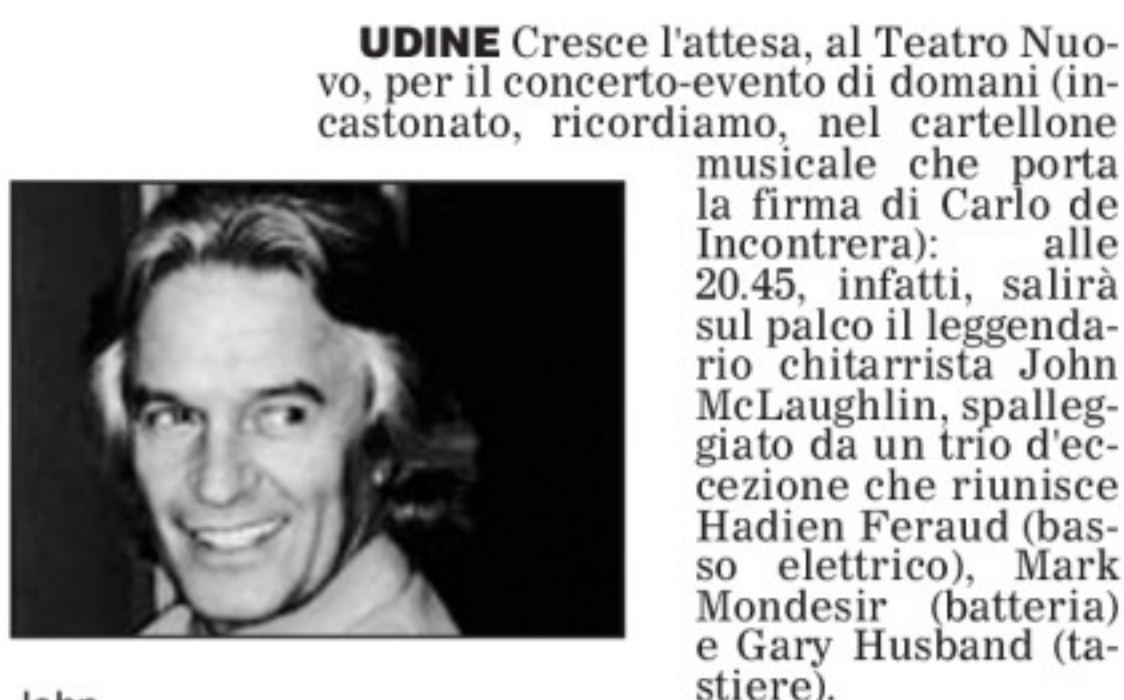 UDINE Cresce l'attesa, al Teatro Nuo-
vo, per il concerto-evento di domani (in-
castonato, ricordiamo, nel cartellone
musicale che porta
la firma di Carlo de
Incontrera): alle
20.45, infatti, salirà
sul palco il leggenda-
rio chitarrista John
McLaughlin, spalleg-
giato da un trio d'ec-
cezione che riunisce
Hadien Feraud (bas-
so elettrico), Mark
Mondesir (batteria)
e Gary Husband (ta-
stiere).
John